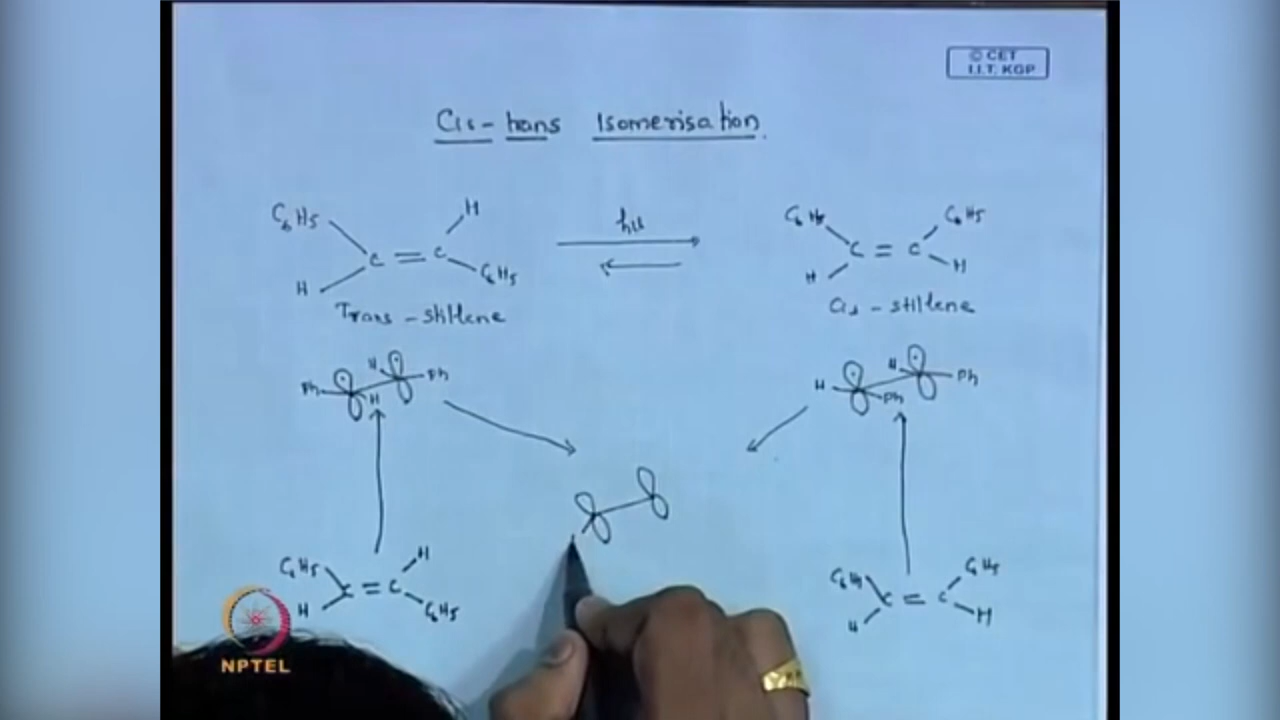 © CET
I.I.T. KGP
Cis-trans Isomerisation.
C6H5 H hν C6H5 C6H5
C = C C = C
H C6H5 H H
Trans-stilbene Cis-stilbene
H Ph H
Ph H H Ph Ph
C6H5 H C6H5 C6H5
C = C C = C
H C6H5 H H
NPTEL